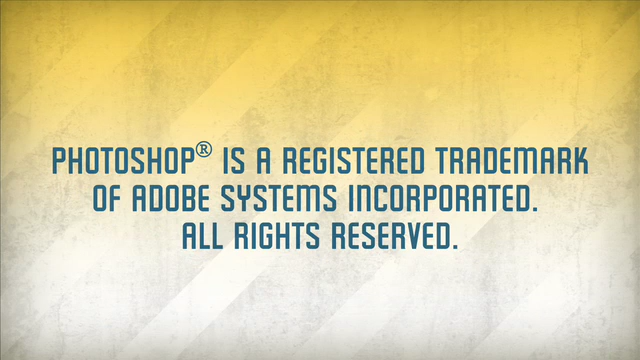 PHOTOSHOP® IS A REGISTERED TRADEMARK
OF ADOBE SYSTEMS INCORPORATED.
ALL RIGHTS RESERVED.